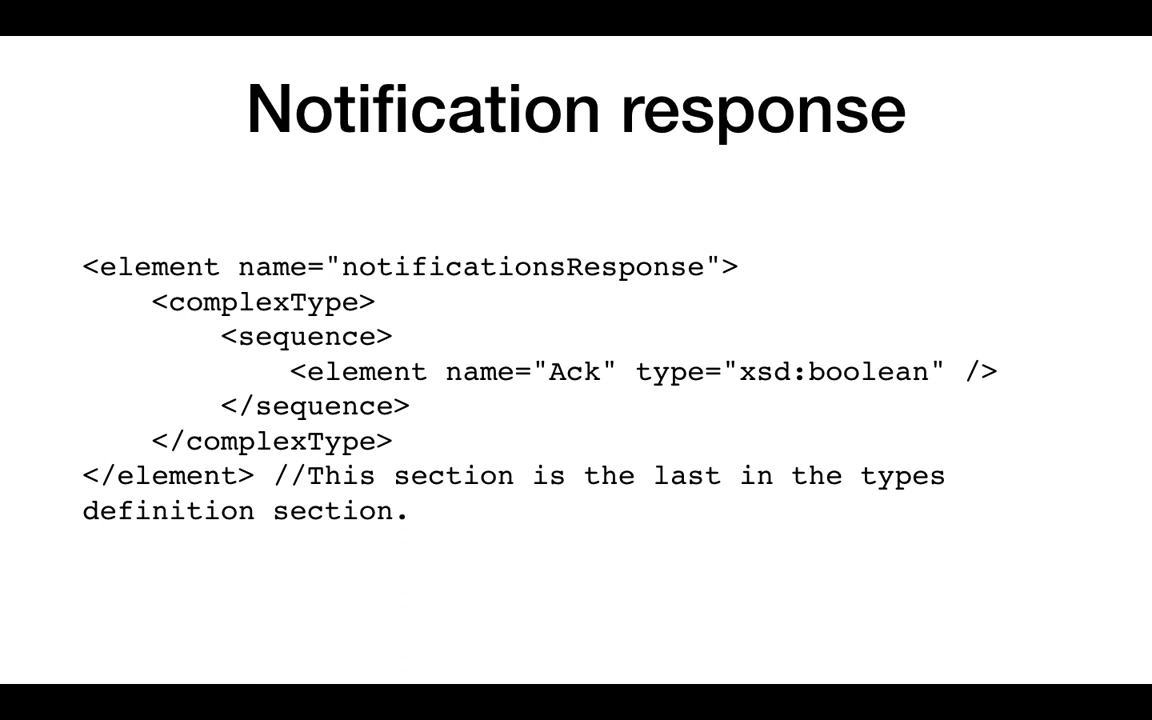 Notification response
<element name="notificationsResponse">
    <complexType>
        <sequence>
            <element name="Ack" type="xsd:boolean" />
        </sequence>
    </complexType>
</element> //This section is the last in the types
definition section.